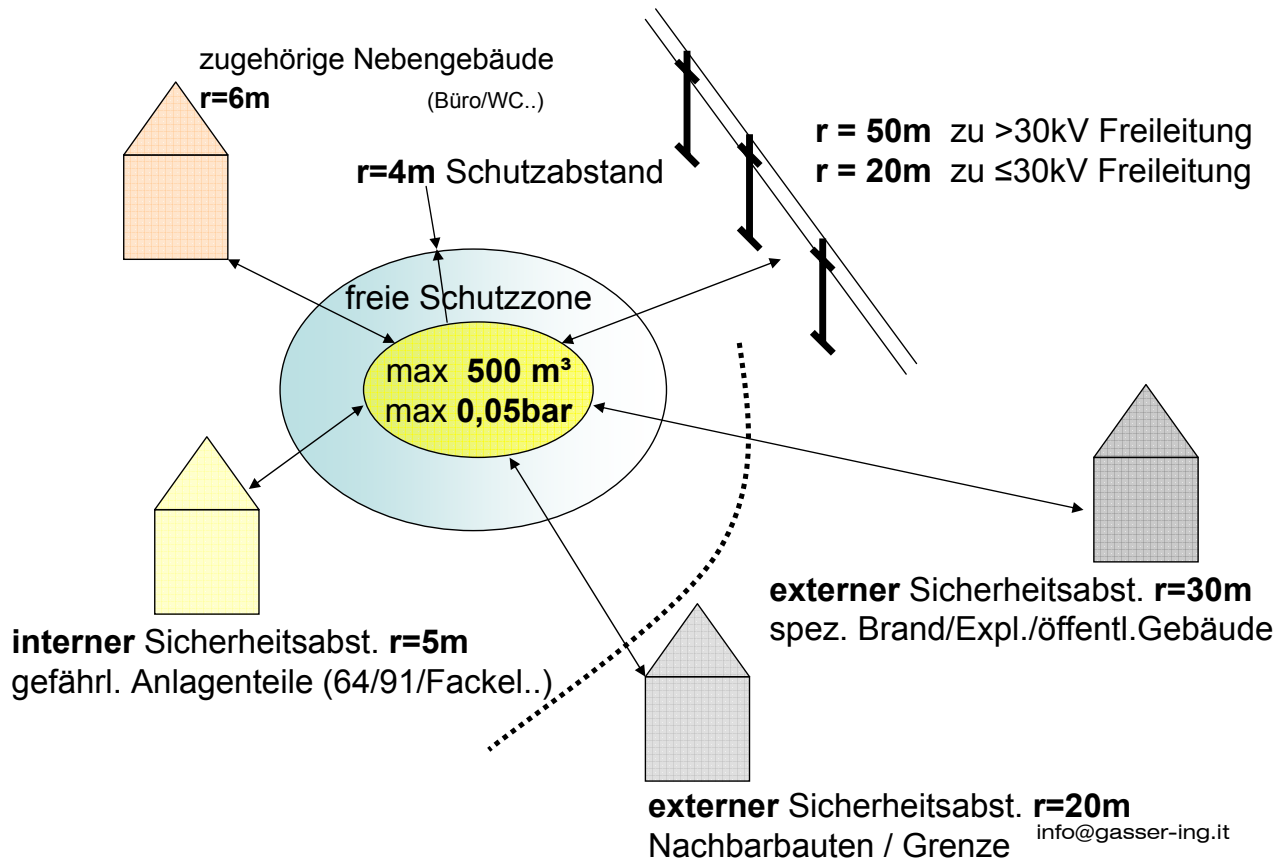 zugehörige Nebengebäude
r=6m (Büro/WC..)
r = 50m zu >30kV Freileitung
r = 20m zu ≤30kV Freileitung
r=4m Schutzabstand
freie Schutzzone
max 500 m³
max 0,05bar
externer Sicherheitsabst. r=30m
spez. Brand/Expl./öffentl.Gebäude
interner Sicherheitsabst. r=5m
gefährl. Anlagenteile (64/91/Fackel..)
externer Sicherheitsabst. r=20m
Nachbarbauten / Grenze
info@gasser-ing.it